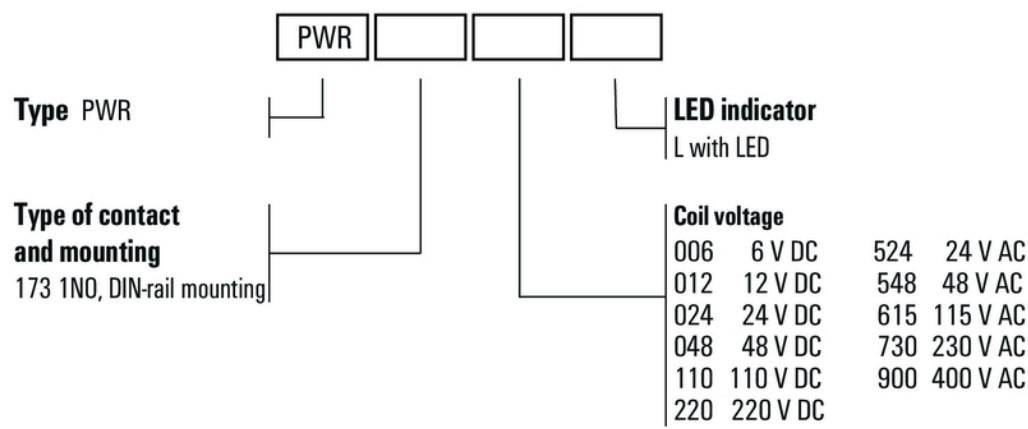 PWR
Type PWR
LED indicator
L with LED
Type of contact
and mounting
173 1NO, DIN-rail mounting
Coil voltage
006 6 V DC 524 24 V AC
012 12 V DC 548 48 V AC
024 24 V DC 615 115 V AC
048 48 V DC 730 230 V AC
110 110 V DC 900 400 V AC
220 220 V DC